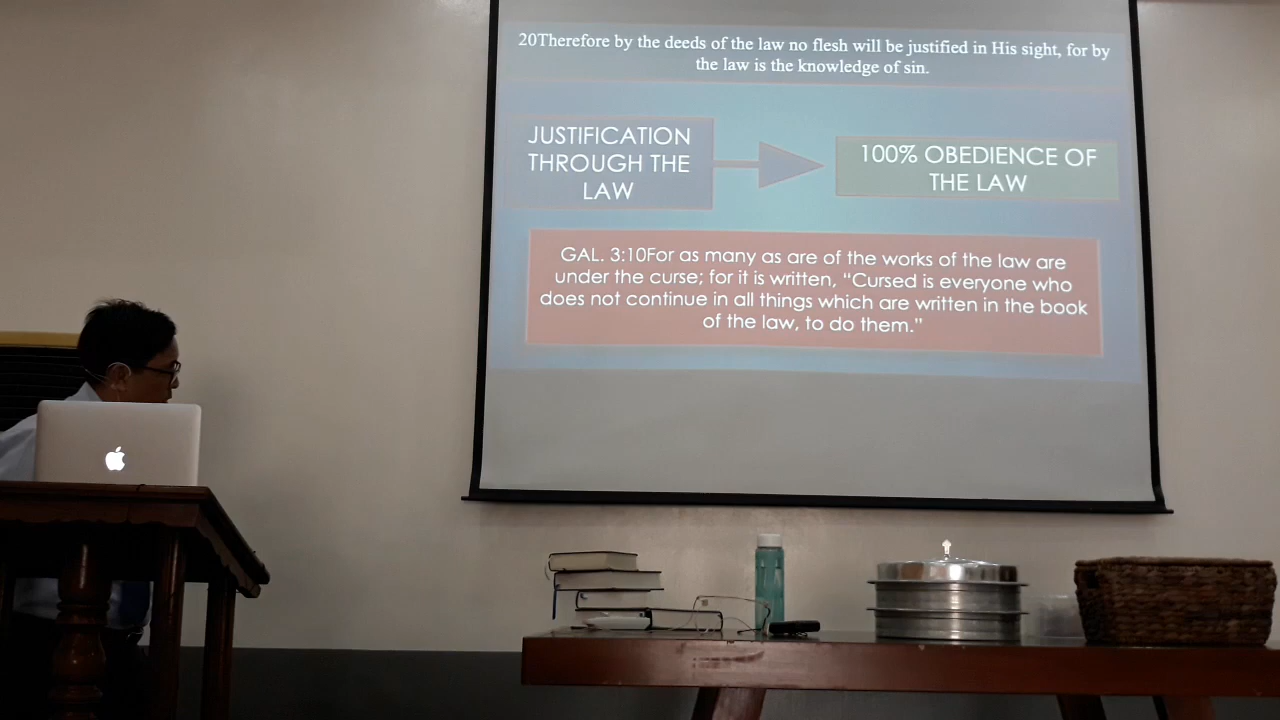 20Therefore by the deeds of the law no flesh will be justified in His sight, for by
the law is the knowledge of sin.
JUSTIFICATION
THROUGH THE
LAW
100% OBEDIENCE OF
THE LAW
GAL. 3:10For as many as are of the works of the law are
under the curse; for it is written, “Cursed is everyone who
does not continue in all things which are written in the book
of the law, to do them.”